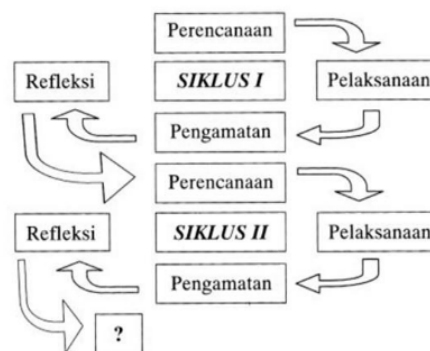 Perencanaan
Refleksi
SIKLUS I
Pelaksanaan
Pengamatan
Perencanaan
Refleksi
SIKLUS II
Pelaksanaan
Pengamatan
?